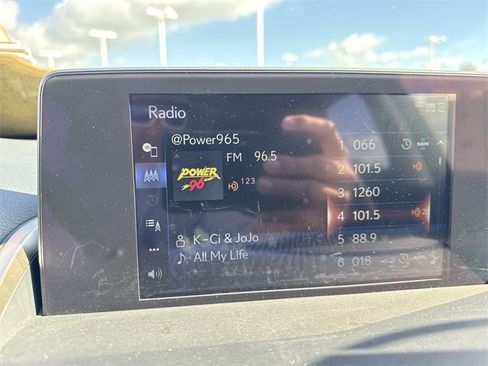 Radio
@Power965
FM 96.5
POWER
96
123
K-Ci & JoJo
All My Life
1 066
2 101.5
3 1260
4 101.5 2
5 88.9
6 018